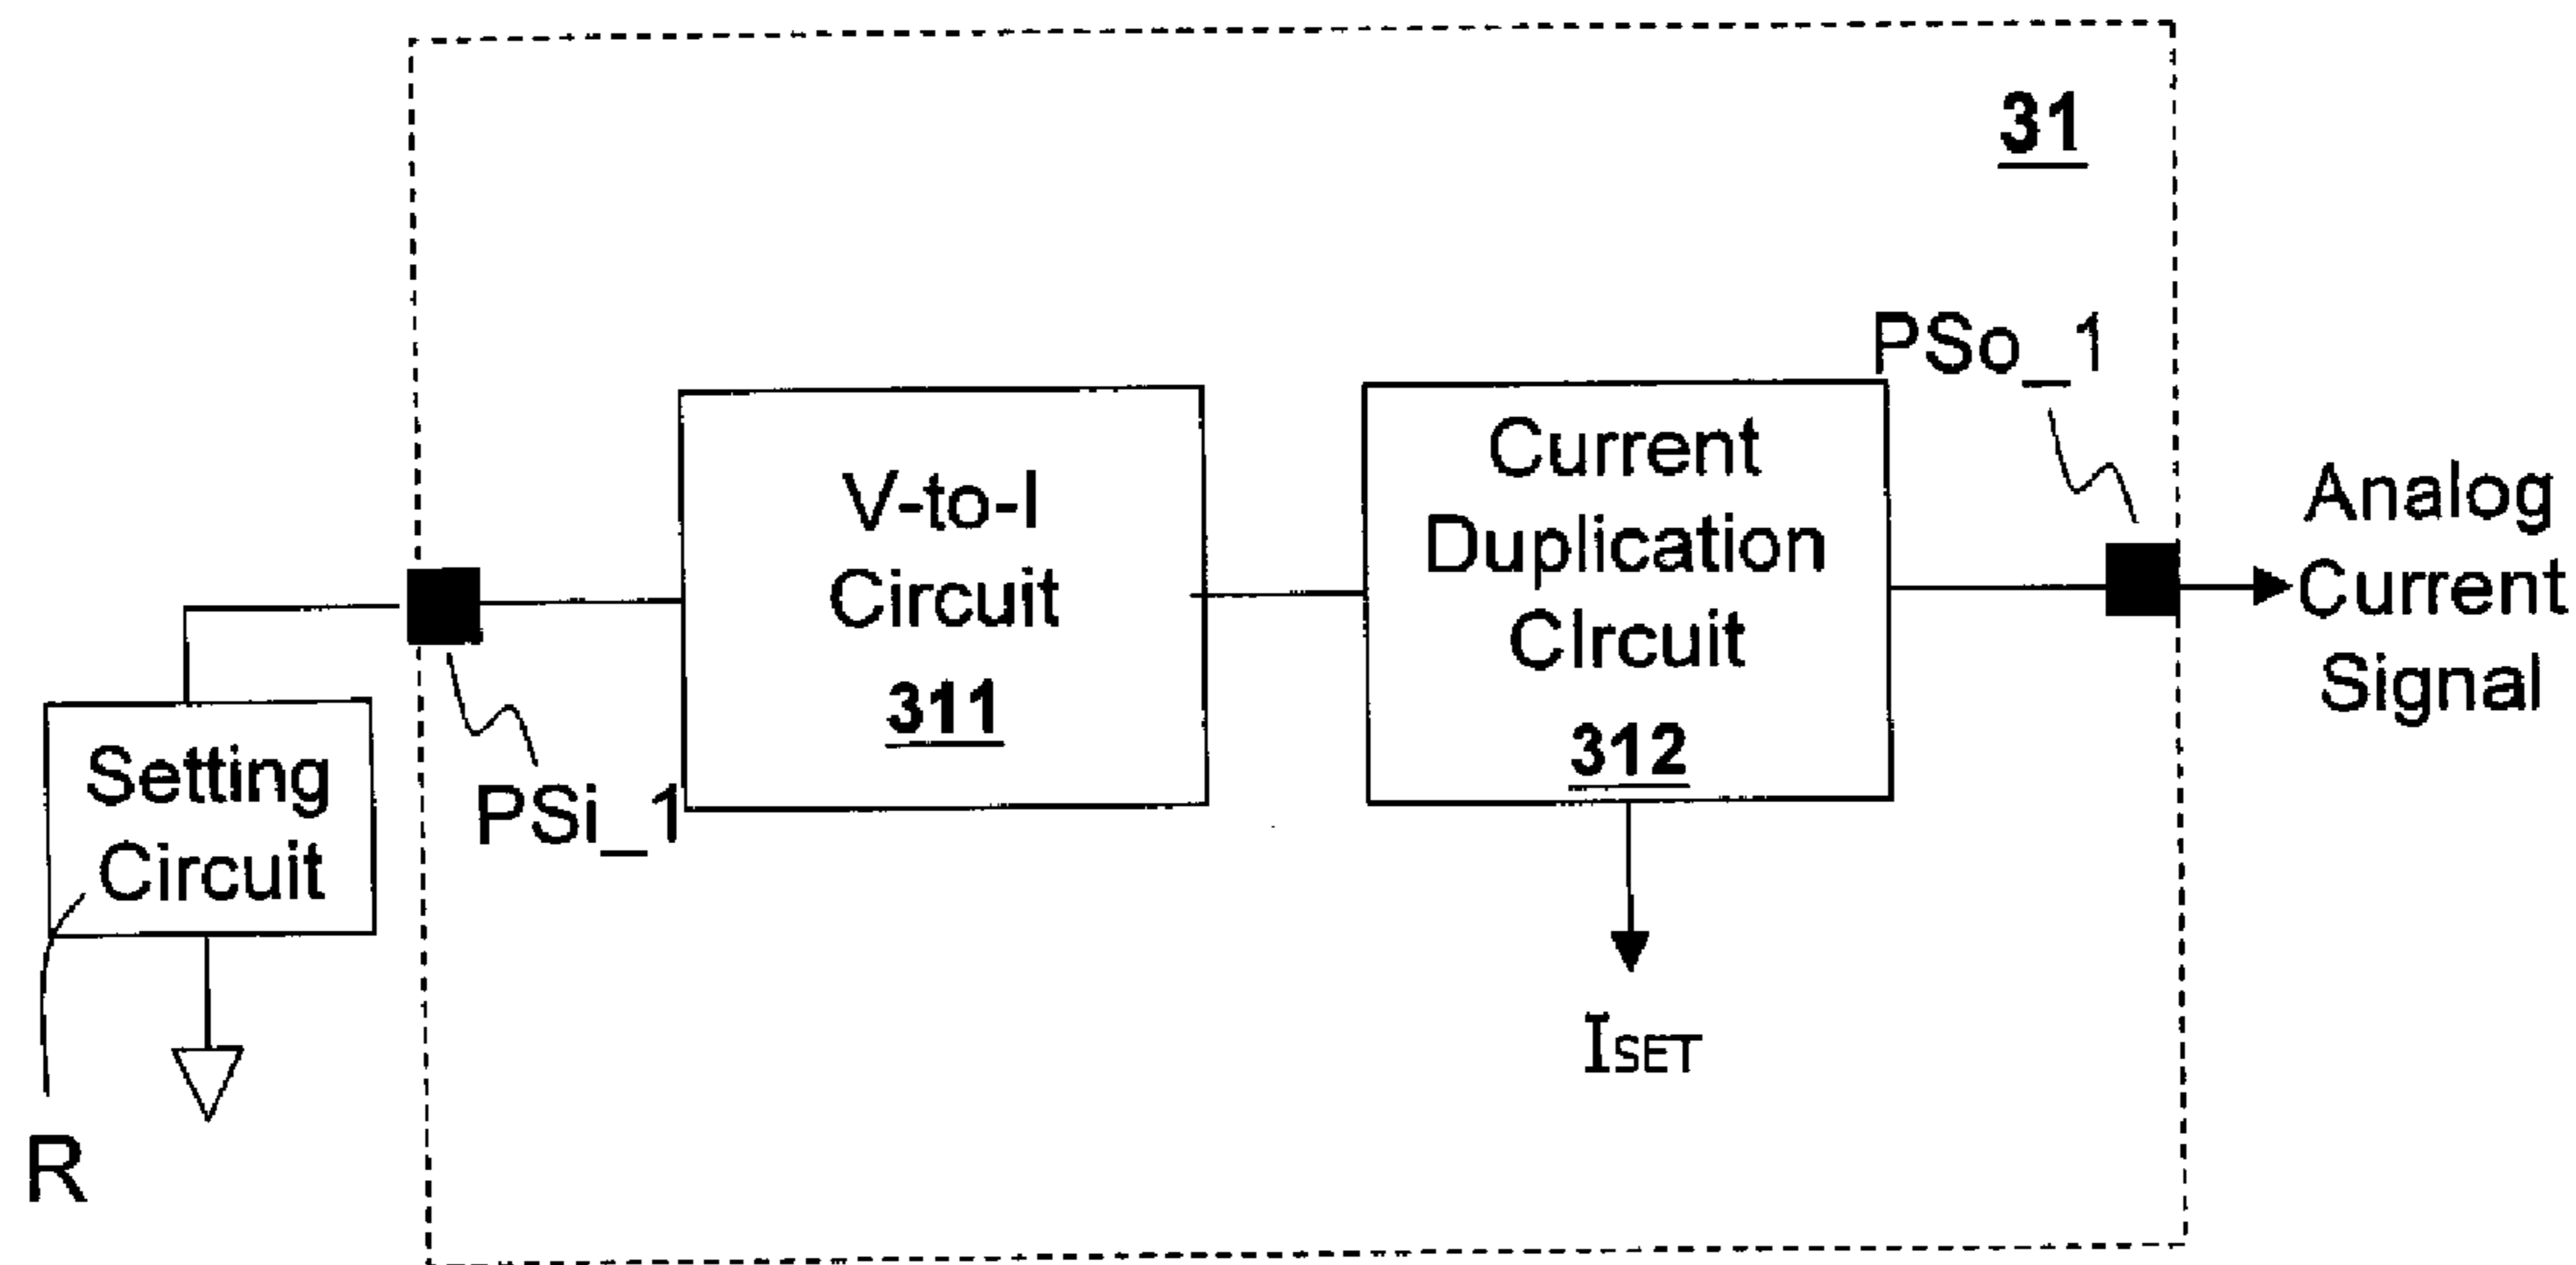 31
PSo_1
V-to-I
Circuit
311
Current
Duplication
CIrcuit
312
Analog
Current
Signal
Setting
Circuit
PSi_1
ISET
R